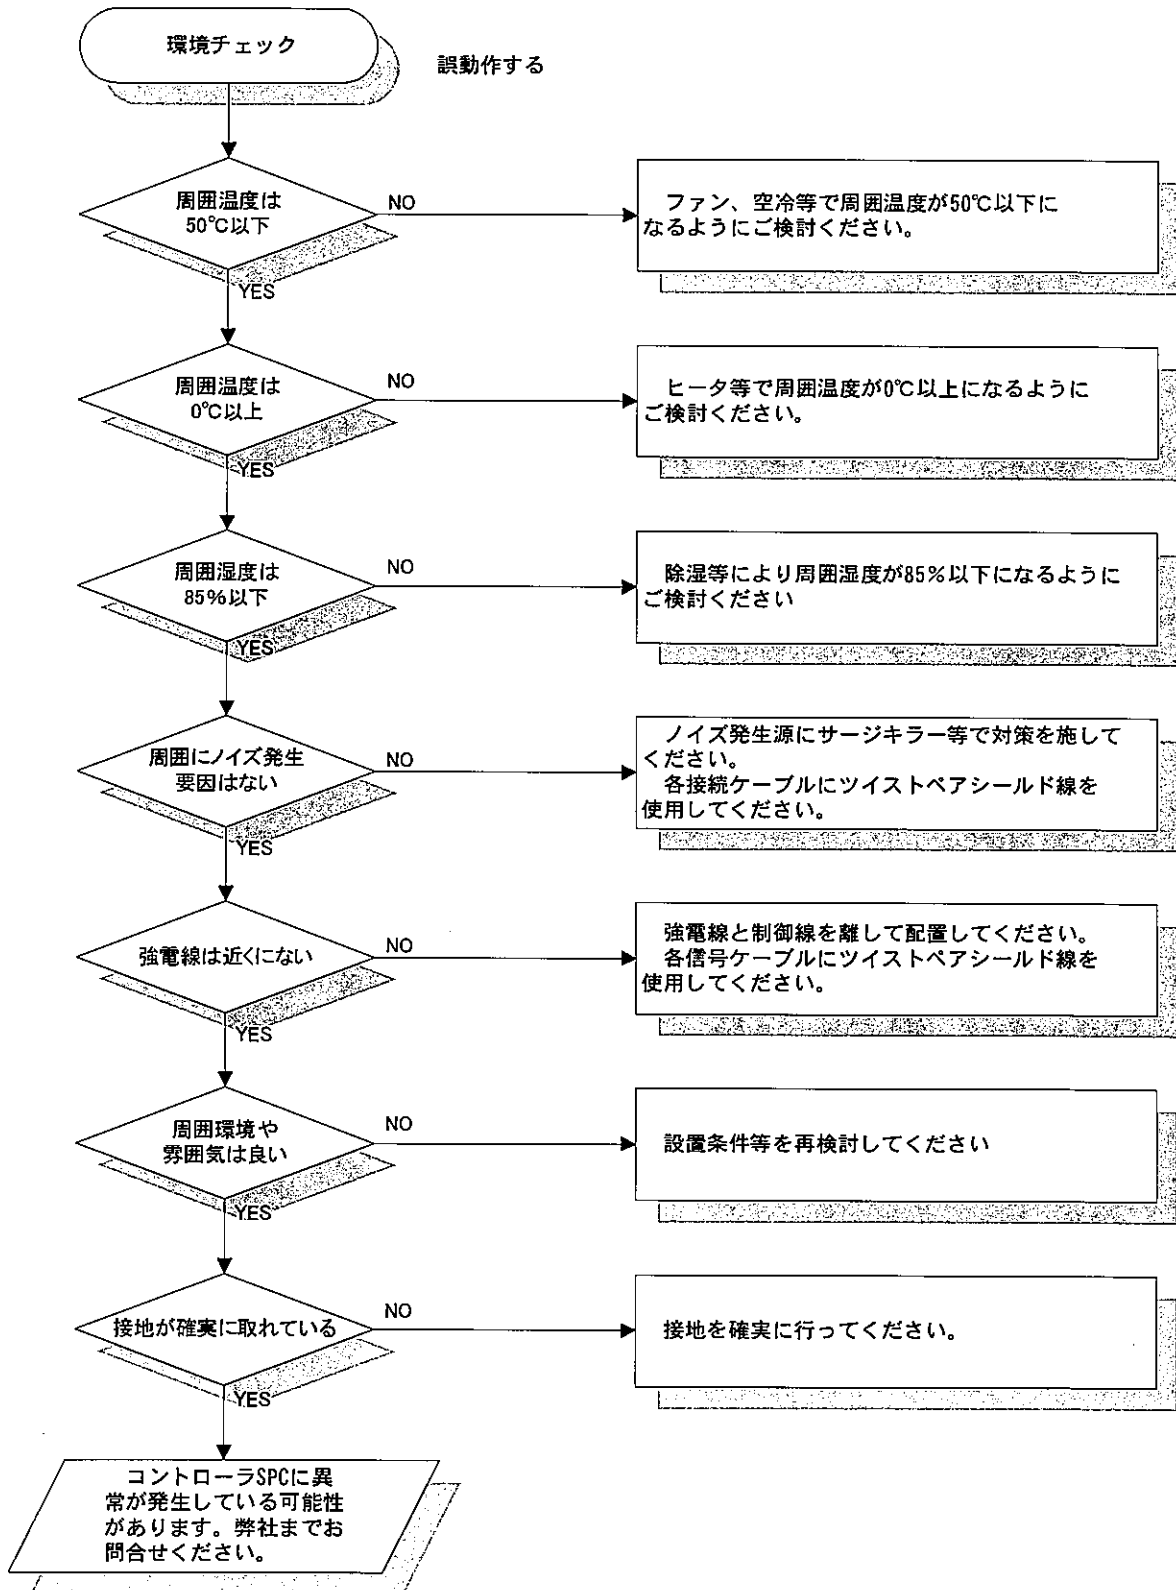 環境チェック
誤動作する
周囲温度は
50℃以下
NO
ファン、空冷等で周囲温度が50℃以下に
なるようにご検討ください。
YES
周囲温度は
0℃以上
NO
ヒータ等で周囲温度が0℃以上になるように
ご検討ください。
YES
周囲湿度は
85%以下
NO
除湿等により周囲湿度が85%以下になるように
ご検討ください
YES
周囲にノイズ発生
要因はない
NO
ノイズ発生源にサージキラー等で対策を施して
ください。
各接続ケーブルにツイストペアシールド線を
使用してください。
YES
強電線は近くにない
NO
強電線と制御線を離して配置してください。
各信号ケーブルにツイストペアシールド線を
使用してください。
YES
周囲環境や
雰囲気は良い
NO
設置条件等を再検討してください
YES
接地が確実に取れている
NO
接地を確実に行ってください。
YES
コントローラSPCに異
常が発生している可能性
があります。弊社までお
問合せください。